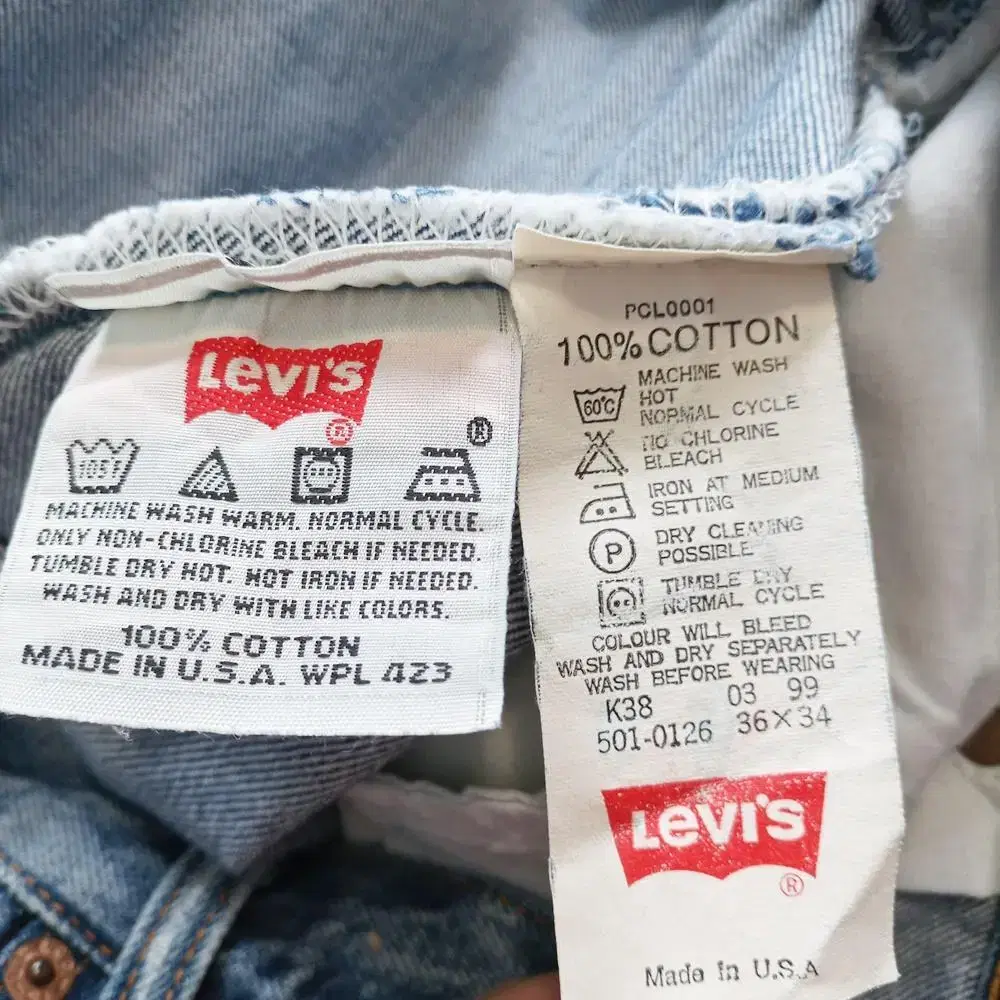 Levi's
®
®
105F
MACHINE WASH WARM. NORMAL CYCLE.
ONLY NON-CHLORINE BLEACH IF NEEDED.
TUMBLE DRY HOT. HOT IRON IF NEEDED.
WASH AND DRY WITH LIKE COLORS.
100% COTTON
MADE IN U.S.A. WPL 423
PCL0001
100% COTTON
60°C
MACHINE WASH
HOT
NORMAL CYCLE
NO CHLORINE
BLEACH
IRON AT MEDIUM
SETTING
P
DRY CLEANING
POSSIBLE
TUMBLE DRY
NORMAL CYCLE
COLOUR WILL BLEED
WASH AND DRY SEPARATELY
WASH BEFORE WEARING
K38 03 99
501-0126 36×34
Levi's
®
Made in U.S.A